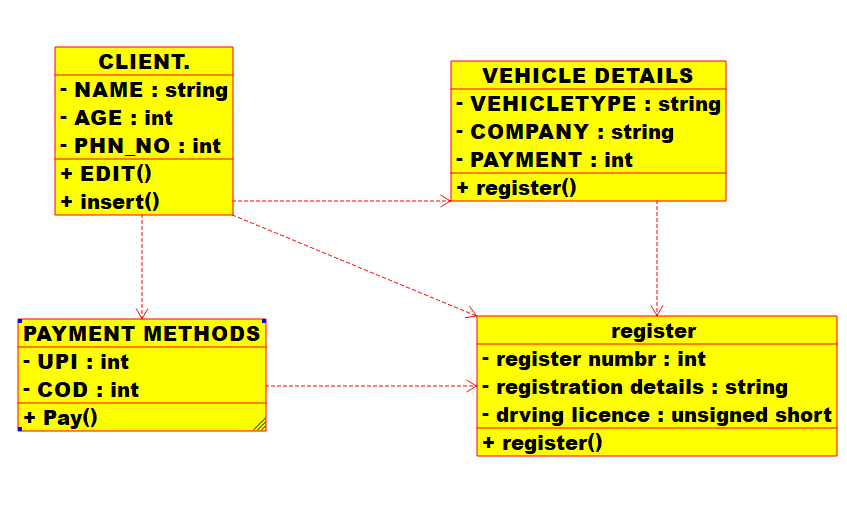 CLIENT.
- NAME : string
- AGE : int
- PHN_NO : int
+ EDIT()
+ insert()
VEHICLE DETAILS
- VEHICLETYPE : string
- COMPANY : string
- PAYMENT : int
+ register()
PAYMENT METHODS
- UPI : int
- COD : int
+ Pay()
register
- register numbr : int
- registration details : string
- drving licence : unsigned short
+ register()